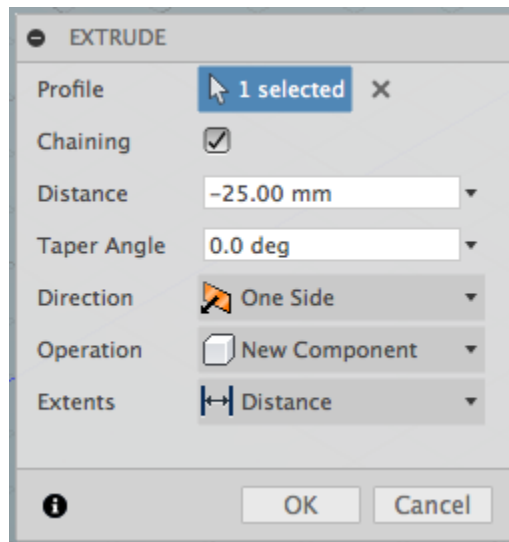 EXTRUDE
Profile 1 selected
Chaining
Distance -25.00 mm
Taper Angle 0.0 deg
Direction One Side
Operation New Component
Extents Distance
OK Cancel